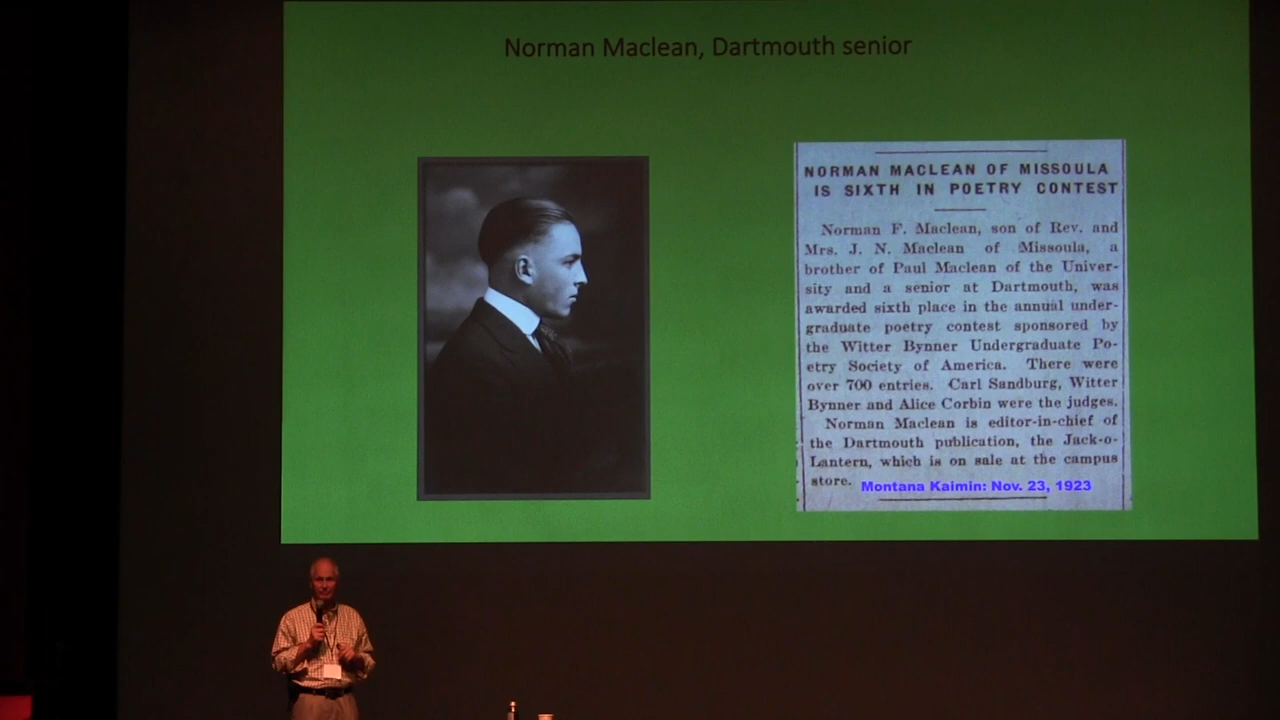 Norman Maclean, Dartmouth senior
NORMAN MACLEAN OF MISSOULA
IS SIXTH IN POETRY CONTEST
Norman F. Maclean, son of Rev. and
Mrs. J. N. Maclean of Missoula, a
brother of Paul Maclean of the Univer-
sity and a senior at Dartmouth, was
awarded sixth place in the annual under-
graduate poetry contest sponsored by
the Witter Bynner Undergraduate Po-
etry Society of America. There were
over 700 entries. Carl Sandburg, Witter
Bynner and Alice Corbin were the judges.
Norman Maclean is editor-in-chief of
the Dartmouth publication, the Jack-o-
Lantern, which is on sale at the campus
store.
Montana Kaimin: Nov. 23, 1923